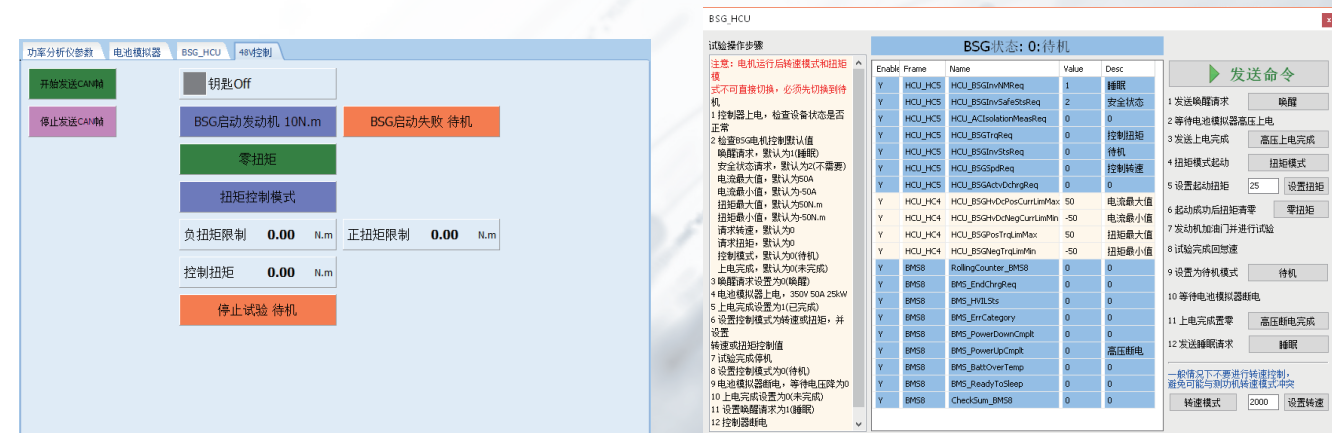 功率分析仪参数 电池模拟器 BSG_HCU 48V控制
开始发送CAN帧 钥匙Off
停止发送CAN帧 BSG启动发动机 10N.m BSG启动失败 待机
零扭矩
扭矩控制模式
负扭矩限制 0.00 N.m 正扭矩限制 0.00 N.m
控制扭矩 0.00 N.m
停止试验 待机
BSG_HCU x
试验操作步骤
注意：电机运行后转速模式和扭矩
模
式不可直接切换，必须先切换到待
机
1 控制器上电，检查设备状态是否
正常
2 检查BSG电机控制默认值
唤醒请求，默认为1(睡眠)
安全状态请求，默认为2(不需要)
电流最大值，默认为50A
电流最小值，默认为-50A
扭矩最大值，默认为50N.m
扭矩最小值，默认为-50N.m
请求转速，默认为0
请求扭矩，默认为0
控制模式，默认为0(待机)
上电完成，默认为0(未完成)
3 唤醒请求设置为0(唤醒)
4 电池模拟器上电，350V 50A 25kW
5 上电完成设置为1(已完成)
6 设置控制模式为转速或扭矩，并
设置
转速或扭矩控制值
7 试验完成停机
8 设置控制模式为0(待机)
9 电池模拟器断电，等待电压降为0
10 上电完成设置为0(未完成)
11 设置唤醒请求为1(睡眠)
12 控制器断电
BSG状态: 0:待机
Enable Frame Name Value Desc
Y HCU_HC5 HCU_BSGInvNMReq 1 睡眠
Y HCU_HC5 HCU_BSGInvSafeStsReq 2 安全状态
Y HCU_HC5 HCU_ACIsolationMeasReq 0 0
Y HCU_HC5 HCU_BSGTrqReq 0 控制扭矩
Y HCU_HC5 HCU_BSGInvStsReq 0 待机
Y HCU_HC5 HCU_BSGSpdReq 0 控制转速
Y HCU_HC5 HCU_BSGActvDchrgReq 0 0
Y HCU_HC4 HCU_BSGHvDcPosCurrLimMax 50 电流最大值
Y HCU_HC4 HCU_BSGHvDcNegCurrLimMin -50 电流最小值
Y HCU_HC4 HCU_BSGPosTrqLimMax 50 扭矩最大值
Y HCU_HC4 HCU_BSGNegTrqLimMin -50 扭矩最小值
Y BMS8 RollingCounter_BMS8 0 0
Y BMS8 BMS_EndChrgReq 0 0
Y BMS8 BMS_HVILSts 0 0
Y BMS8 BMS_ErrCategory 0 0
Y BMS8 BMS_PowerDownCmplt 0 0
Y BMS8 BMS_PowerUpCmplt 0 高压断电
Y BMS8 BMS_BattOverTemp 0 0
Y BMS8 BMS_ReadyToSleep 0 0
Y BMS8 CheckSum_BMS8 0 0
发送命令
1 发送唤醒请求 唤醒
2 等待电池模拟器高压上电
3 发送上电完成 高压上电完成
4 扭矩模式起动 扭矩模式
5 设置起动扭矩 25 设置扭矩
6 起动成功后扭矩清零 零扭矩
7 发动机加油门并进行试验
8 试验完成回怠速
9 设置为待机模式 待机
10 等待电池模拟器断电
11 上电完成置零 高压断电完成
12 发送睡眠请求 睡眠
一般情况下不要进行转速控制，
避免可能与测功机转速模式冲突
转速模式 2000 设置转速